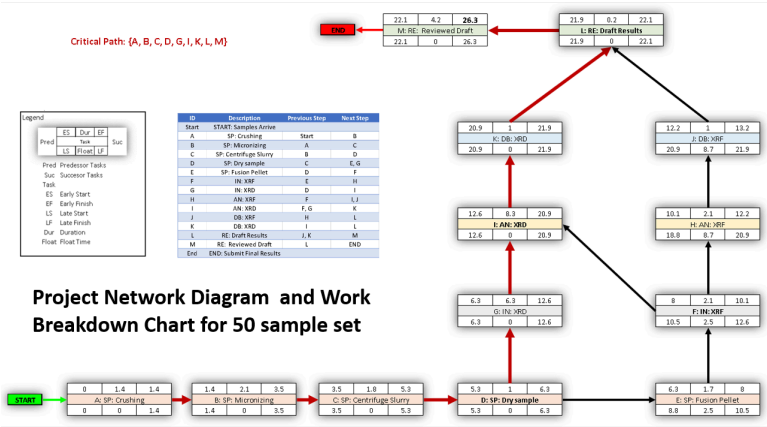 22.1 4.2 26.3
M: RE: Reviewed Draft
22.1 0 26.3
END
21.9 0.2 22.1
L: RE: Draft Results
21.9 0 22.1
Critical Path: {A, B, C, D, G, I, K, L, M}
Legend
ES Dur EF
Pred Task Suc
LS Float LF
Pred Predessor Tasks
Suc Succesor Tasks
Task
ES Early Start
EF Early Finish
LS Late Start
LF Late Finish
Dur Duration
Float Float Time
ID Description Previous Step Next Step
Start START: Samples Arrive
A SP: Crushing Start B
B SP: Micronizing A C
C SP: Centrifuge Slurry B D
D SP: Dry sample C E, G
E SP: Fusion Pellet D F
F IN: XRF E H
G IN: XRD D I
H AN: XRF F I, J
I AN: XRD F, G K
J DB: XRF H L
K DB: XRD I L
L RE: Draft Results J, K M
M RE: Reviewed Draft L END
End END: Submit Final Results
20.9 1 21.9
K: DB: XRD
20.9 0 21.9
12.2 1 13.2
J: DB: XRF
20.9 8.7 21.9
12.6 8.3 20.9
I: AN: XRD
12.6 0 20.9
10.1 2.1 12.2
H: AN: XRF
18.8 8.7 20.9
Project Network Diagram and Work
Breakdown Chart for 50 sample set
6.3 6.3 12.6
G: IN: XRD
6.3 0 12.6
8 2.1 10.1
F: IN: XRF
10.5 2.5 12.6
START
0 1.4 1.4
A: SP: Crushing
0 0 1.4
1.4 2.1 3.5
B: SP: Micronizing
1.4 0 3.5
3.5 1.8 5.3
C: SP: Centrifuge Slurry
3.5 0 5.3
5.3 1 6.3
D: SP: Dry sample
5.3 0 6.3
6.3 1.7 8
E: SP: Fusion Pellet
8.8 2.5 10.5